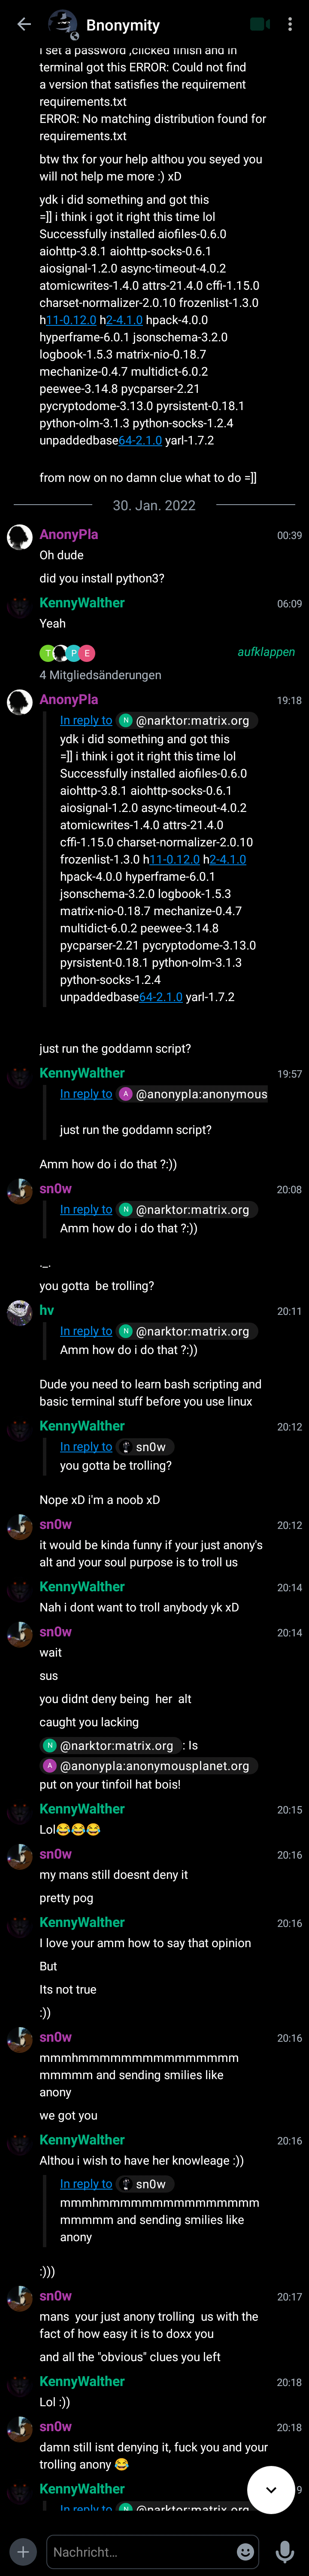 Bnonymity
i set a password ,clicked finish and in
terminal got this ERROR: Could not find
a version that satisfies the requirement
requirements.txt
ERROR: No matching distribution found for
requirements.txt
btw thx for your help althou you seyed you
will not help me more :) xD
ydk i did something and got this
=]] i think i got it right this time lol
Successfully installed aiofiles-0.6.0
aiohttp-3.8.1 aiohttp-socks-0.6.1
aiosignal-1.2.0 async-timeout-4.0.2
atomicwrites-1.4.0 attrs-21.4.0 cffi-1.15.0
charset-normalizer-2.0.10 frozenlist-1.3.0
h11-0.12.0 h2-4.1.0 hpack-4.0.0
hyperframe-6.0.1 jsonschema-3.2.0
logbook-1.5.3 matrix-nio-0.18.7
mechanize-0.4.7 multidict-6.0.2
peewee-3.14.8 pycparser-2.21
pycryptodome-3.13.0 pyrsistent-0.18.1
python-olm-3.1.3 python-socks-1.2.4
unpaddedbase64-2.1.0 yarl-1.7.2
from now on no damn clue what to do =]]
30. Jan. 2022
AnonyPla 00:39
Oh dude
did you install python3?
KennyWalther 06:09
Yeah
T P E aufklappen
4 Mitgliedsänderungen
AnonyPla 19:18
In reply to N @narktor:matrix.org
ydk i did something and got this
=]] i think i got it right this time lol
Successfully installed aiofiles-0.6.0
aiohttp-3.8.1 aiohttp-socks-0.6.1
aiosignal-1.2.0 async-timeout-4.0.2
atomicwrites-1.4.0 attrs-21.4.0
cffi-1.15.0 charset-normalizer-2.0.10
frozenlist-1.3.0 h11-0.12.0 h2-4.1.0
hpack-4.0.0 hyperframe-6.0.1
jsonschema-3.2.0 logbook-1.5.3
matrix-nio-0.18.7 mechanize-0.4.7
multidict-6.0.2 peewee-3.14.8
pycparser-2.21 pycryptodome-3.13.0
pyrsistent-0.18.1 python-olm-3.1.3
python-socks-1.2.4
unpaddedbase64-2.1.0 yarl-1.7.2
just run the goddamn script?
KennyWalther 19:57
In reply to A @anonypla:anonymous
just run the goddamn script?
Amm how do i do that ?:))
sn0w 20:08
In reply to N @narktor:matrix.org
Amm how do i do that ?:))
._.
you gotta be trolling?
hv 20:11
In reply to N @narktor:matrix.org
Amm how do i do that ?:))
Dude you need to learn bash scripting and
basic terminal stuff before you use linux
KennyWalther 20:12
In reply to sn0w
you gotta be trolling?
Nope xD i'm a noob xD
sn0w 20:12
it would be kinda funny if your just anony's
alt and your soul purpose is to troll us
KennyWalther 20:14
Nah i dont want to troll anybody yk xD
sn0w 20:14
wait
sus
you didnt deny being her alt
caught you lacking
N @narktor:matrix.org : Is
A @anonypla:anonymousplanet.org
put on your tinfoil hat bois!
KennyWalther 20:15
Lol😂😂😂
sn0w 20:16
my mans still doesnt deny it
pretty pog
KennyWalther 20:16
I love your amm how to say that opinion
But
Its not true
:))
sn0w 20:16
mmmhmmmmmmmmmmmmmmm
mmmmm and sending smilies like
anony
we got you
KennyWalther 20:16
Althou i wish to have her knowleage :))
In reply to sn0w
mmmhmmmmmmmmmmmmmmm
mmmmm and sending smilies like
anony
:)))
sn0w 20:17
mans your just anony trolling us with the
fact of how easy it is to doxx you
and all the "obvious" clues you left
KennyWalther 20:18
Lol :))
sn0w 20:18
damn still isnt denying it, fuck you and your
trolling anony 😂
KennyWalther 9
In reply to N @narktor:matrix.org
Nachricht...